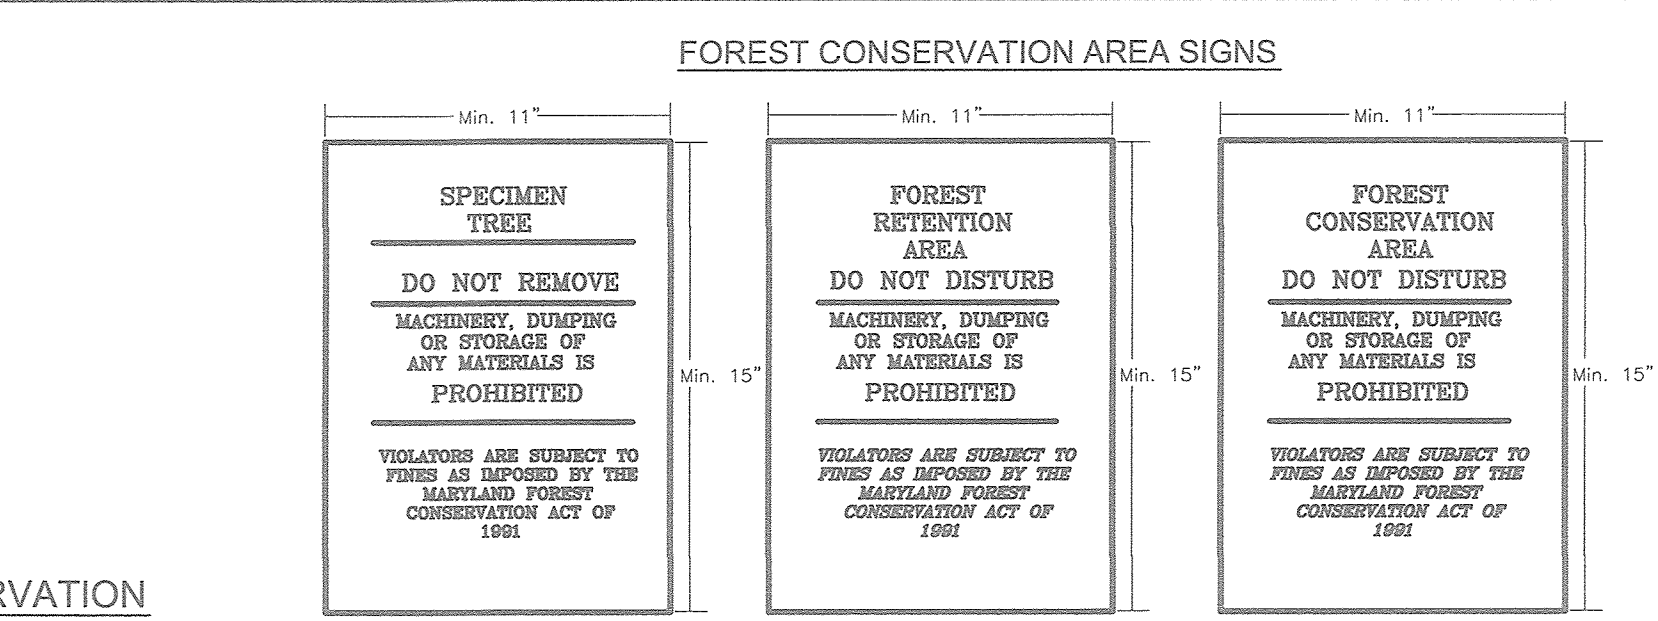 FOREST CONSERVATION AREA SIGNS
Min. 11"
SPECIMEN
TREE
DO NOT REMOVE
MACHINERY, DUMPING
OR STORAGE OF
ANY MATERIALS IS
PROHIBITED
VIOLATORS ARE SUBJECT TO
FINES AS IMPOSED BY THE
MARYLAND FOREST
CONSERVATION ACT OF
1991
Min. 15"
Min. 11"
FOREST
RETENTION
AREA
DO NOT DISTURB
MACHINERY, DUMPING
OR STORAGE OF
ANY MATERIALS IS
PROHIBITED
VIOLATORS ARE SUBJECT TO
FINES AS IMPOSED BY THE
MARYLAND FOREST
CONSERVATION ACT OF
1991
Min. 15"
Min. 11"
FOREST
CONSERVATION
AREA
DO NOT DISTURB
MACHINERY, DUMPING
OR STORAGE OF
ANY MATERIALS IS
PROHIBITED
VIOLATORS ARE SUBJECT TO
FINES AS IMPOSED BY THE
MARYLAND FOREST
CONSERVATION ACT OF
1991
Min. 15"
RVATION